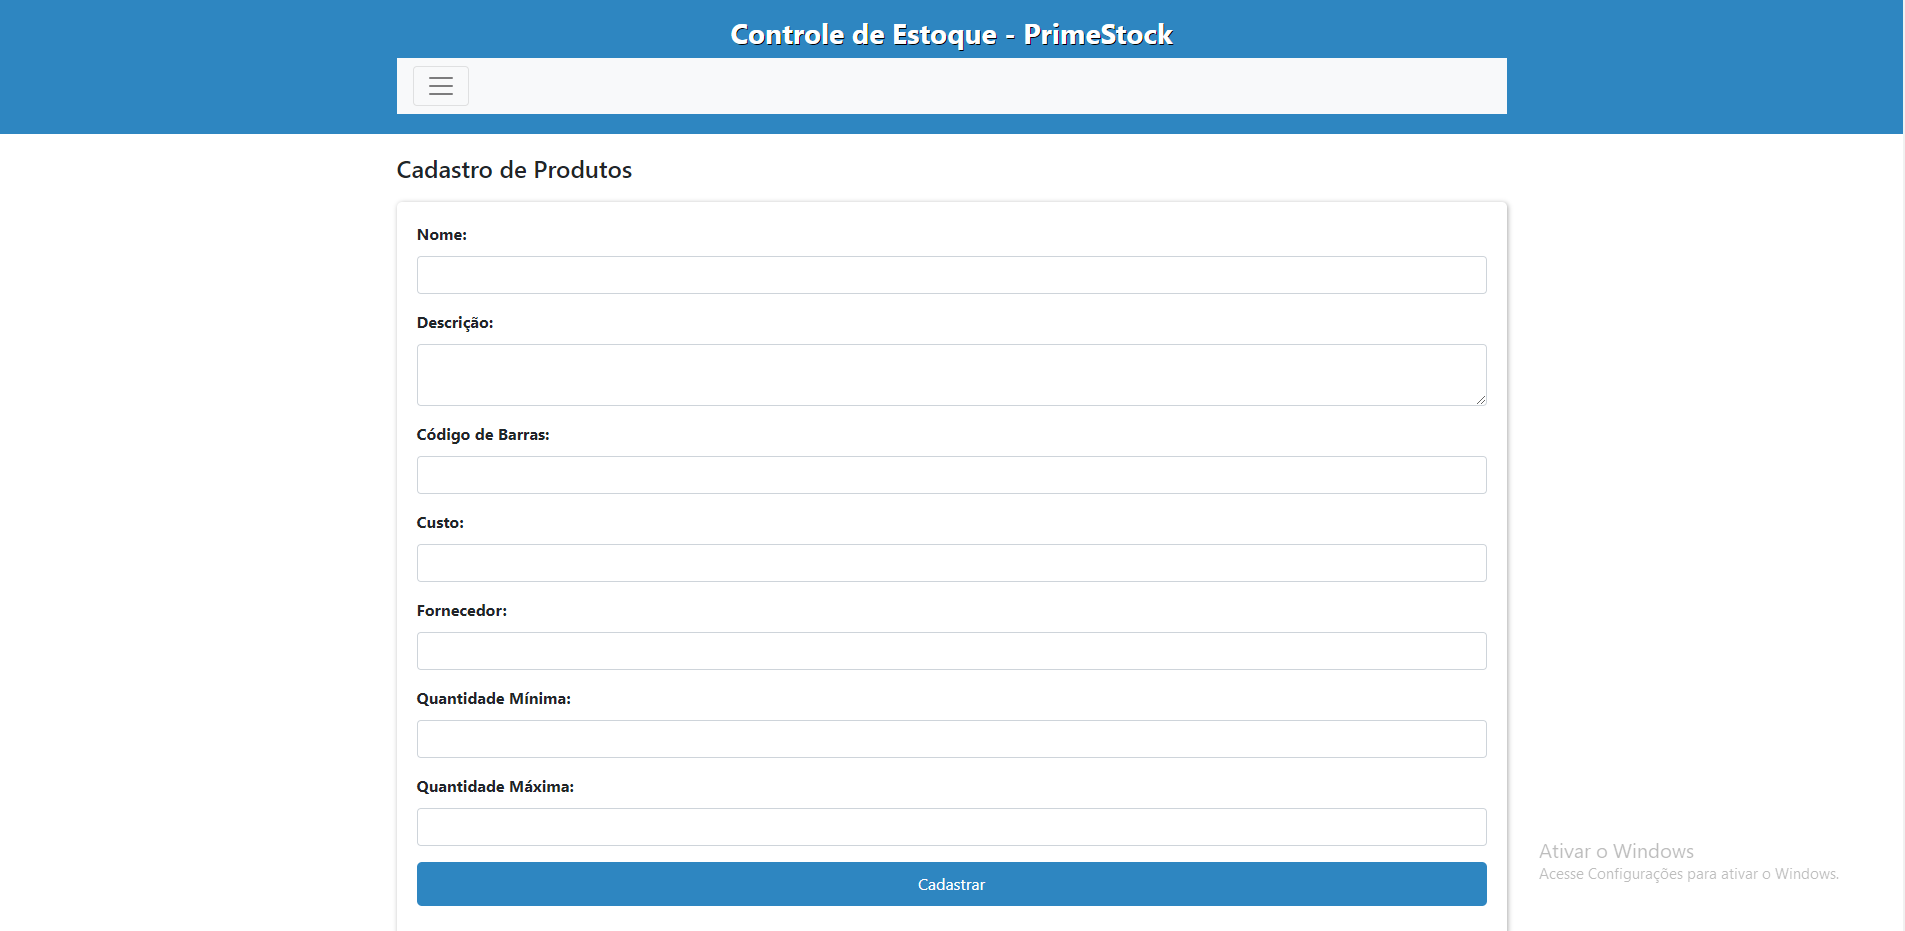 Controle de Estoque - PrimeStock
Cadastro de Produtos
Nome:
Descrição:
Código de Barras:
Custo:
Fornecedor:
Quantidade Mínima:
Quantidade Máxima:
Cadastrar
Ativar o Windows
Acesse Configurações para ativar o Windows.